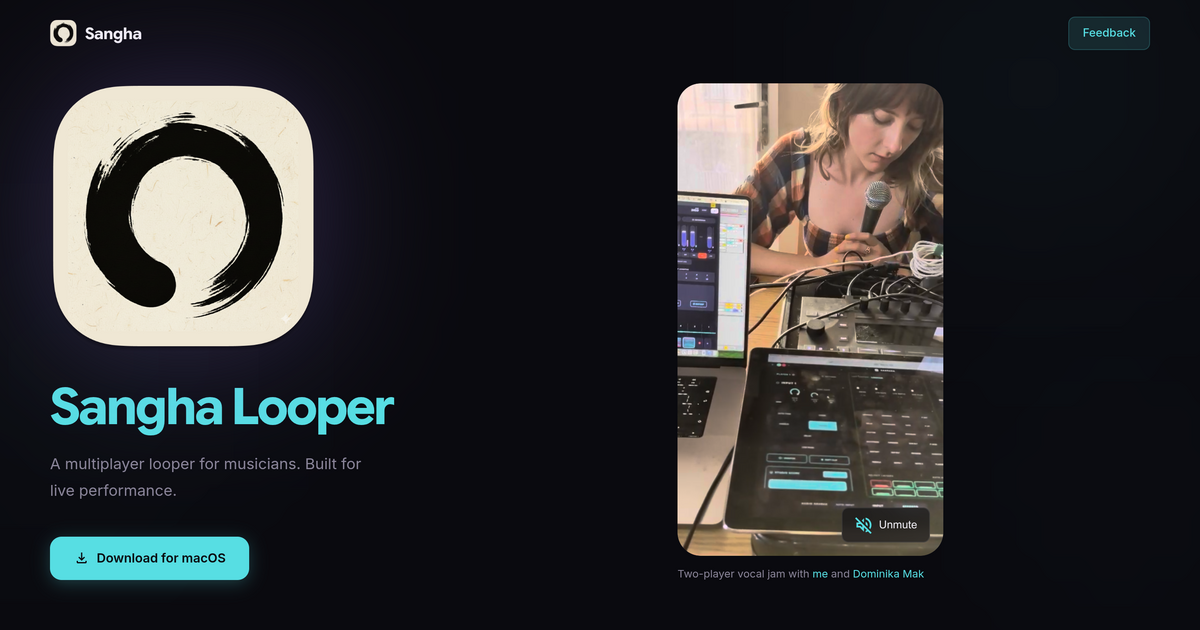 Sangha
Feedback
Sangha Looper
A multiplayer looper for musicians. Built for
live performance.
Download for macOS
Unmute
Two-player vocal jam with me and Dominika Mak